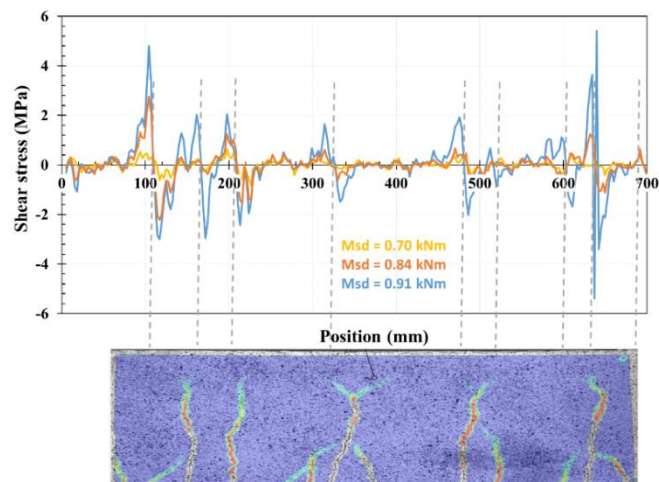 6
4
2
0
-2
-4
-6
Shear stress (MPa)
0 100 200 300 400 500 600 700
Msd = 0.70 kNm
Msd = 0.84 kNm
Msd = 0.91 kNm
Position (mm)